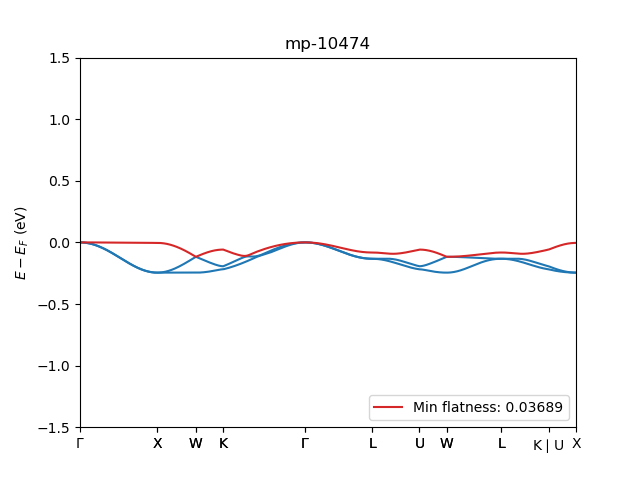 mp-10474
1.5
1.0
0.5
0.0
−0.5
−1.0
−1.5
E − E_F (eV)
Min flatness: 0.03689
Γ X W K Γ L U W L K | U X